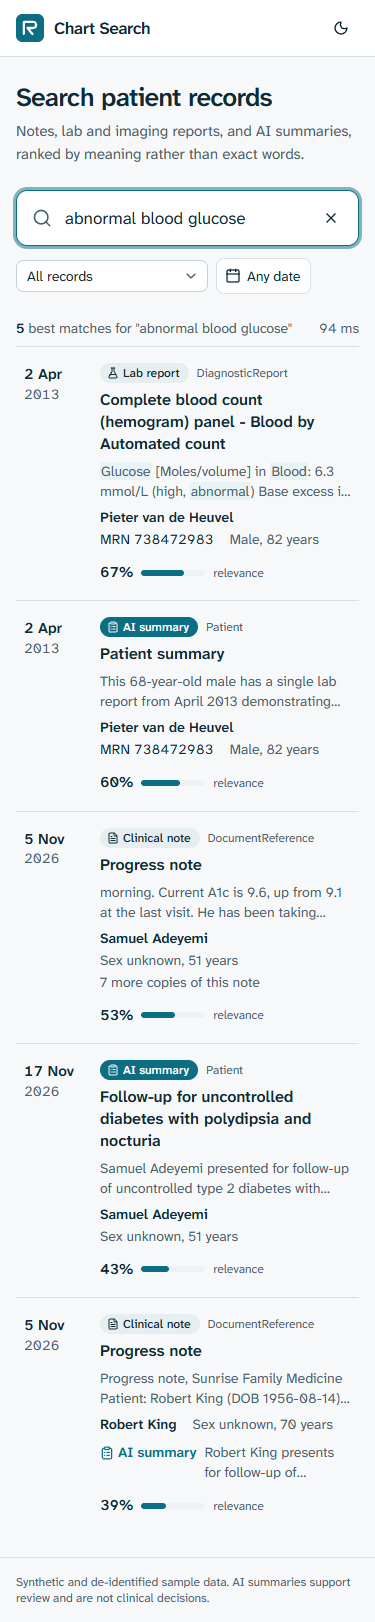 Chart Search
Search patient records
Notes, lab and imaging reports, and AI summaries,
ranked by meaning rather than exact words.
abnormal blood glucose
All records
Any date
5 best matches for "abnormal blood glucose" 94 ms
2 Apr
2013
Lab report DiagnosticReport
Complete blood count
(hemogram) panel - Blood by
Automated count
Glucose [Moles/volume] in Blood: 6.3
mmol/L (high, abnormal) Base excess i...
Pieter van de Heuvel
MRN 738472983 Male, 82 years
67% relevance
2 Apr
2013
AI summary Patient
Patient summary
This 68-year-old male has a single lab
report from April 2013 demonstrating...
Pieter van de Heuvel
MRN 738472983 Male, 82 years
60% relevance
5 Nov
2026
Clinical note DocumentReference
Progress note
morning. Current A1c is 9.6, up from 9.1
at the last visit. He has been taking...
Samuel Adeyemi
Sex unknown, 51 years
7 more copies of this note
53% relevance
17 Nov
2026
AI summary Patient
Follow-up for uncontrolled
diabetes with polydipsia and
nocturia
Samuel Adeyemi presented for follow-up
of uncontrolled type 2 diabetes with...
Samuel Adeyemi
Sex unknown, 51 years
43% relevance
5 Nov
2026
Clinical note DocumentReference
Progress note
Progress note, Sunrise Family Medicine
Patient: Robert King (DOB 1956-08-14)...
Robert King Sex unknown, 70 years
AI summary Robert King presents
for follow-up of...
39% relevance
Synthetic and de-identified sample data. AI summaries support
review and are not clinical decisions.